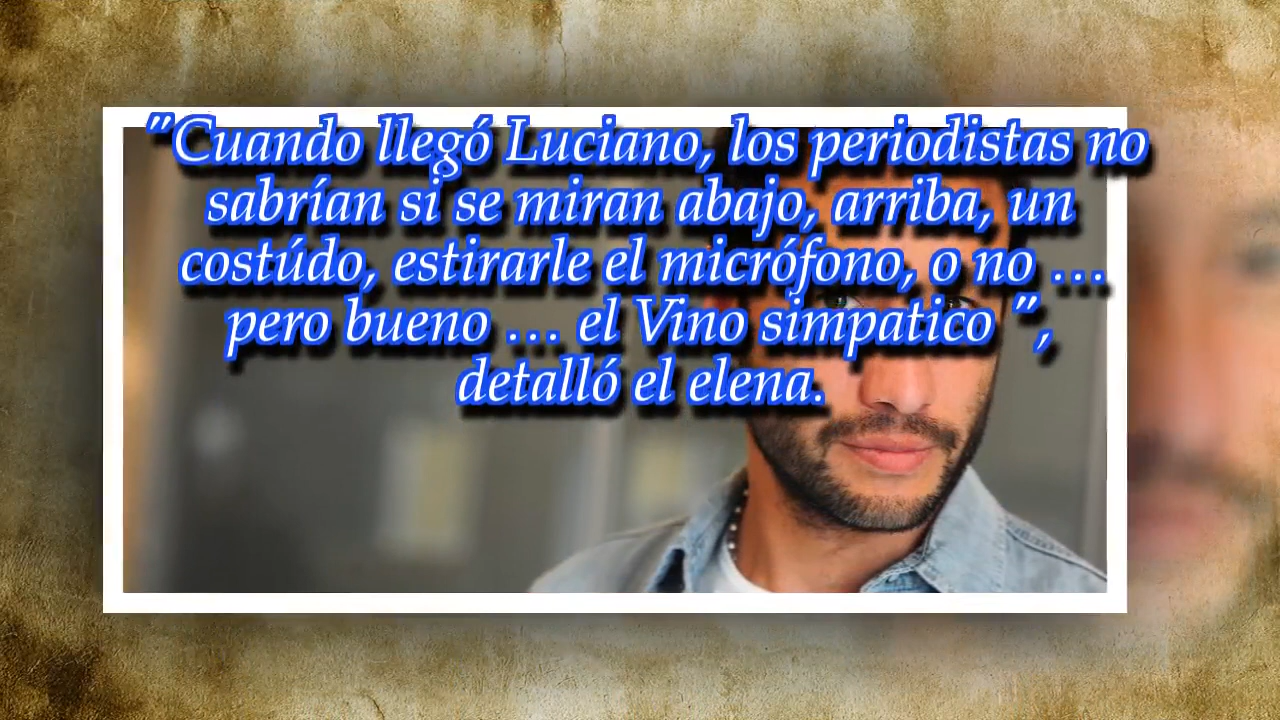 "Cuando llegó Luciano, los periodistas no
sabrían si se miran abajo, arriba, un
costúdo, estirarle el micrófono, o no ...
pero bueno ... el Vino simpatico ",
detalló el elena.